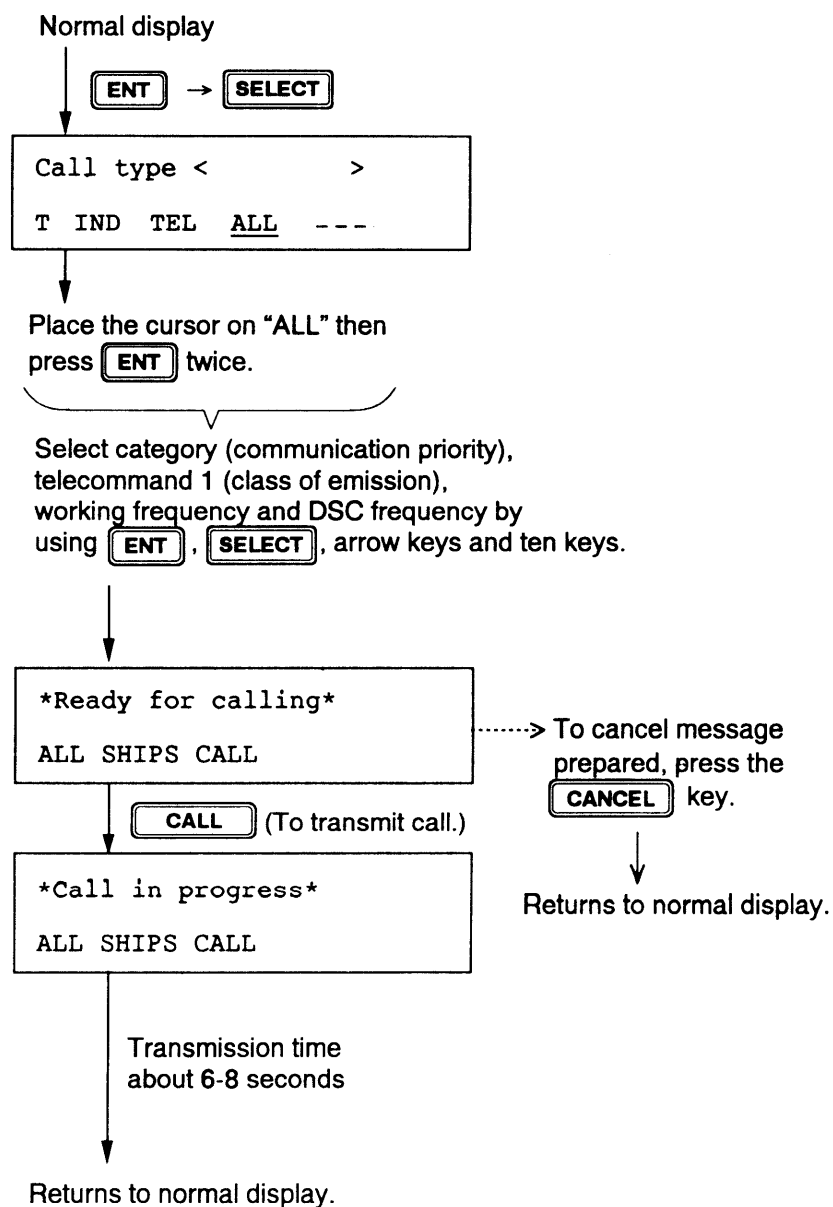 Normal display
ENT → SELECT
Call type < >
T IND TEL ALL ---
Place the cursor on “ALL” then
press ENT twice.
Select category (communication priority),
telecommand 1 (class of emission),
working frequency and DSC frequency by
using ENT , SELECT, arrow keys and ten keys.
*Ready for calling*
ALL SHIPS CALL
To cancel message
prepared, press the
CANCEL key.
Returns to normal display.
CALL (To transmit call.)
*Call in progress*
ALL SHIPS CALL
Transmission time
about 6-8 seconds
Returns to normal display.